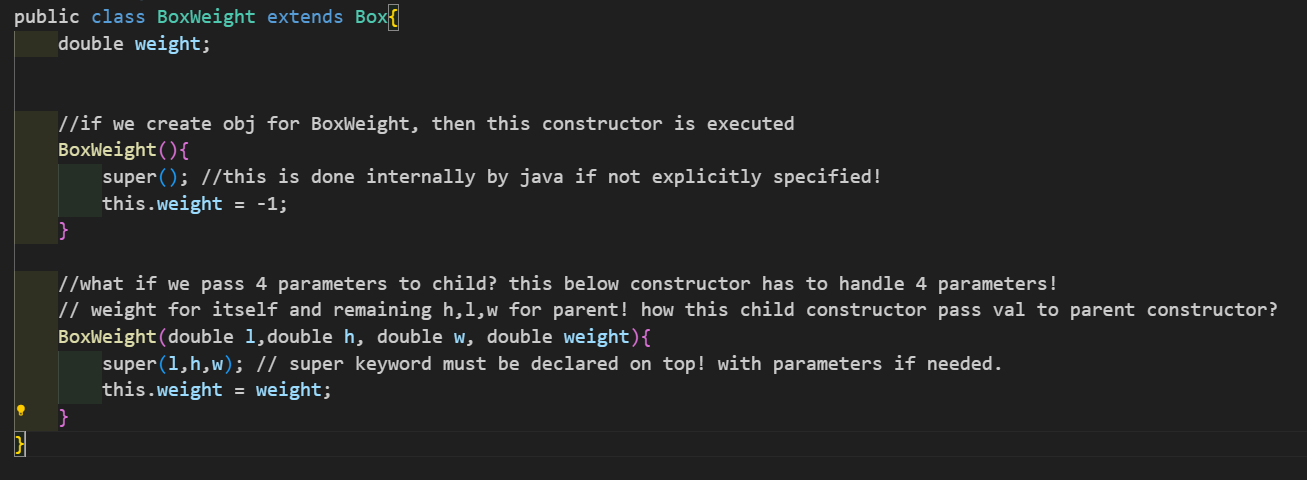 public class BoxWeight extends Box{
double weight;
//if we create obj for BoxWeight, then this constructor is executed
BoxWeight(){
super(); //this is done internally by java if not explicitly specified!
this.weight = -1;
}
//what if we pass 4 parameters to child? this below constructor has to handle 4 parameters!
// weight for itself and remaining h,l,w for parent! how this child constructor pass val to parent constructor?
BoxWeight(double l,double h, double w, double weight){
super(l,h,w); // super keyword must be declared on top! with parameters if needed.
this.weight = weight;
}
}